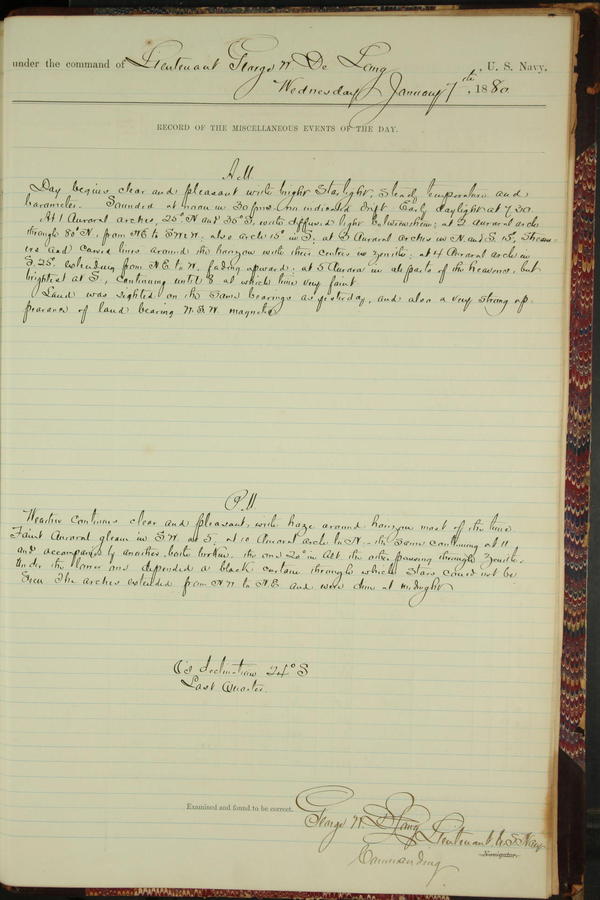 under the command of Lieutenant George W De Long, U. S. Navy.
Wednesday January 7th, 1880
RECORD OF THE MISCELLANEOUS EVENTS OF THE DAY.
A.M.
Day begins clear and pleasant with bright starlight, steady temperature and
barometer. Sounded at noon in 30 fms. no indicated drift. Early daylight at 7.30.
At 1 Auroral arches, 25° N and 35° S, with diffused light between them; at 2 auroral arch
through 80° N. from NE to WNW; also arch 15° in S; at 3 Auroral arches in N. and S. 15°, Stream-
ers and curved lines around the horizon with their centres in zenith; at 4 Auroral arch in
S. 25° extending from N.E. to W. fading upward; at 5 Aurora in all parts of the heavens, but
brightest at S, continuing until 8 at which time very faint
Land was sighted on the same bearings as yesterday, and also a very strong ap-
pearance of land bearing W.S.W. magnetic
P.M.
Weather continues clear and pleasant, with haze around horizon most of the time.
Faint Auroral gleam in S.W. at 5; at 10 Auroral arch to N. the same continuing at 11
and accompanied by another, both broken. the one 20° in alt. the other passing through Zenith.
Under the lower one depended a black curtain through which stars could not be
seen. The arches extended from N.W. to N.E. and were dim at midnight
☾'s declination 24° S
Last Quarter.
Examined and found to be correct.
George W. De Long Lieutenant U.S. Navy
Navigator.
Commanding